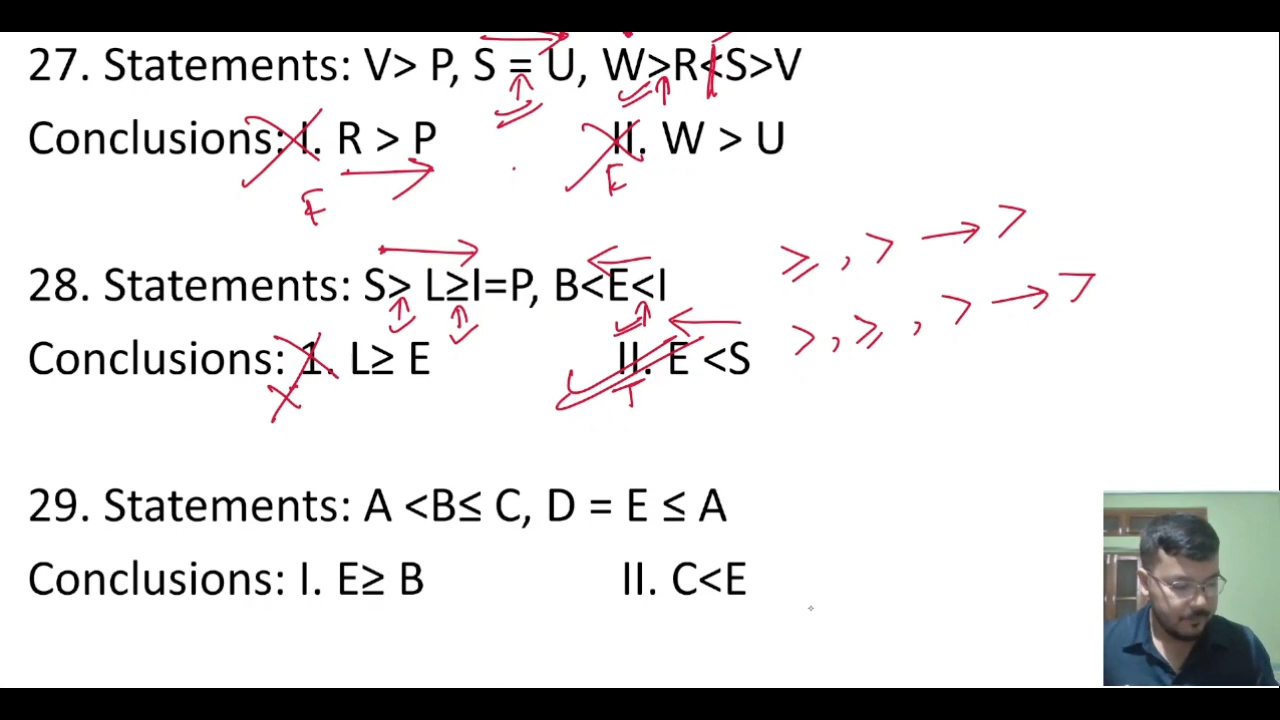 27. Statements: V> P, S = U, W>R<S>V
Conclusions: I. R > P II. W > U
F F
28. Statements: S> L≥I=P, B<E<I
≥, > → >
Conclusions: 1. L≥ E II. E <S
>, ≥, > → >
T
29. Statements: A <B≤ C, D = E ≤ A
Conclusions: I. E≥ B II. C<E